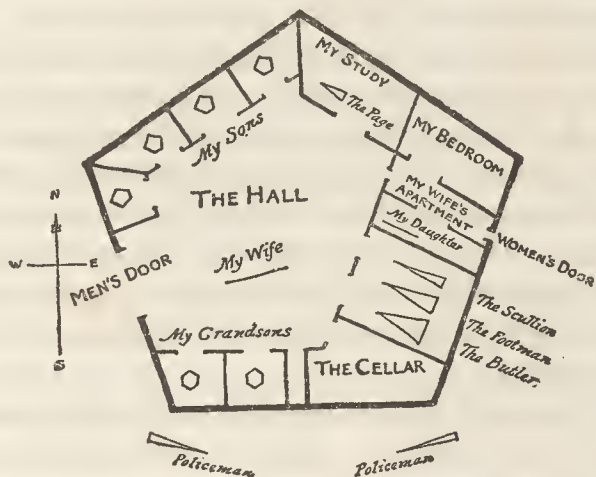 MY STUDY
The Page
MY BEDROOM
My Sons
THE HALL
MY WIFE'S
APARTMENT
My Daughter
WOMEN'S DOOR
N
W E
S
MEN'S DOOR
My Wife
The Scullion
The Footman
The Butler.
My Grandsons
THE CELLAR
Policeman
Policeman